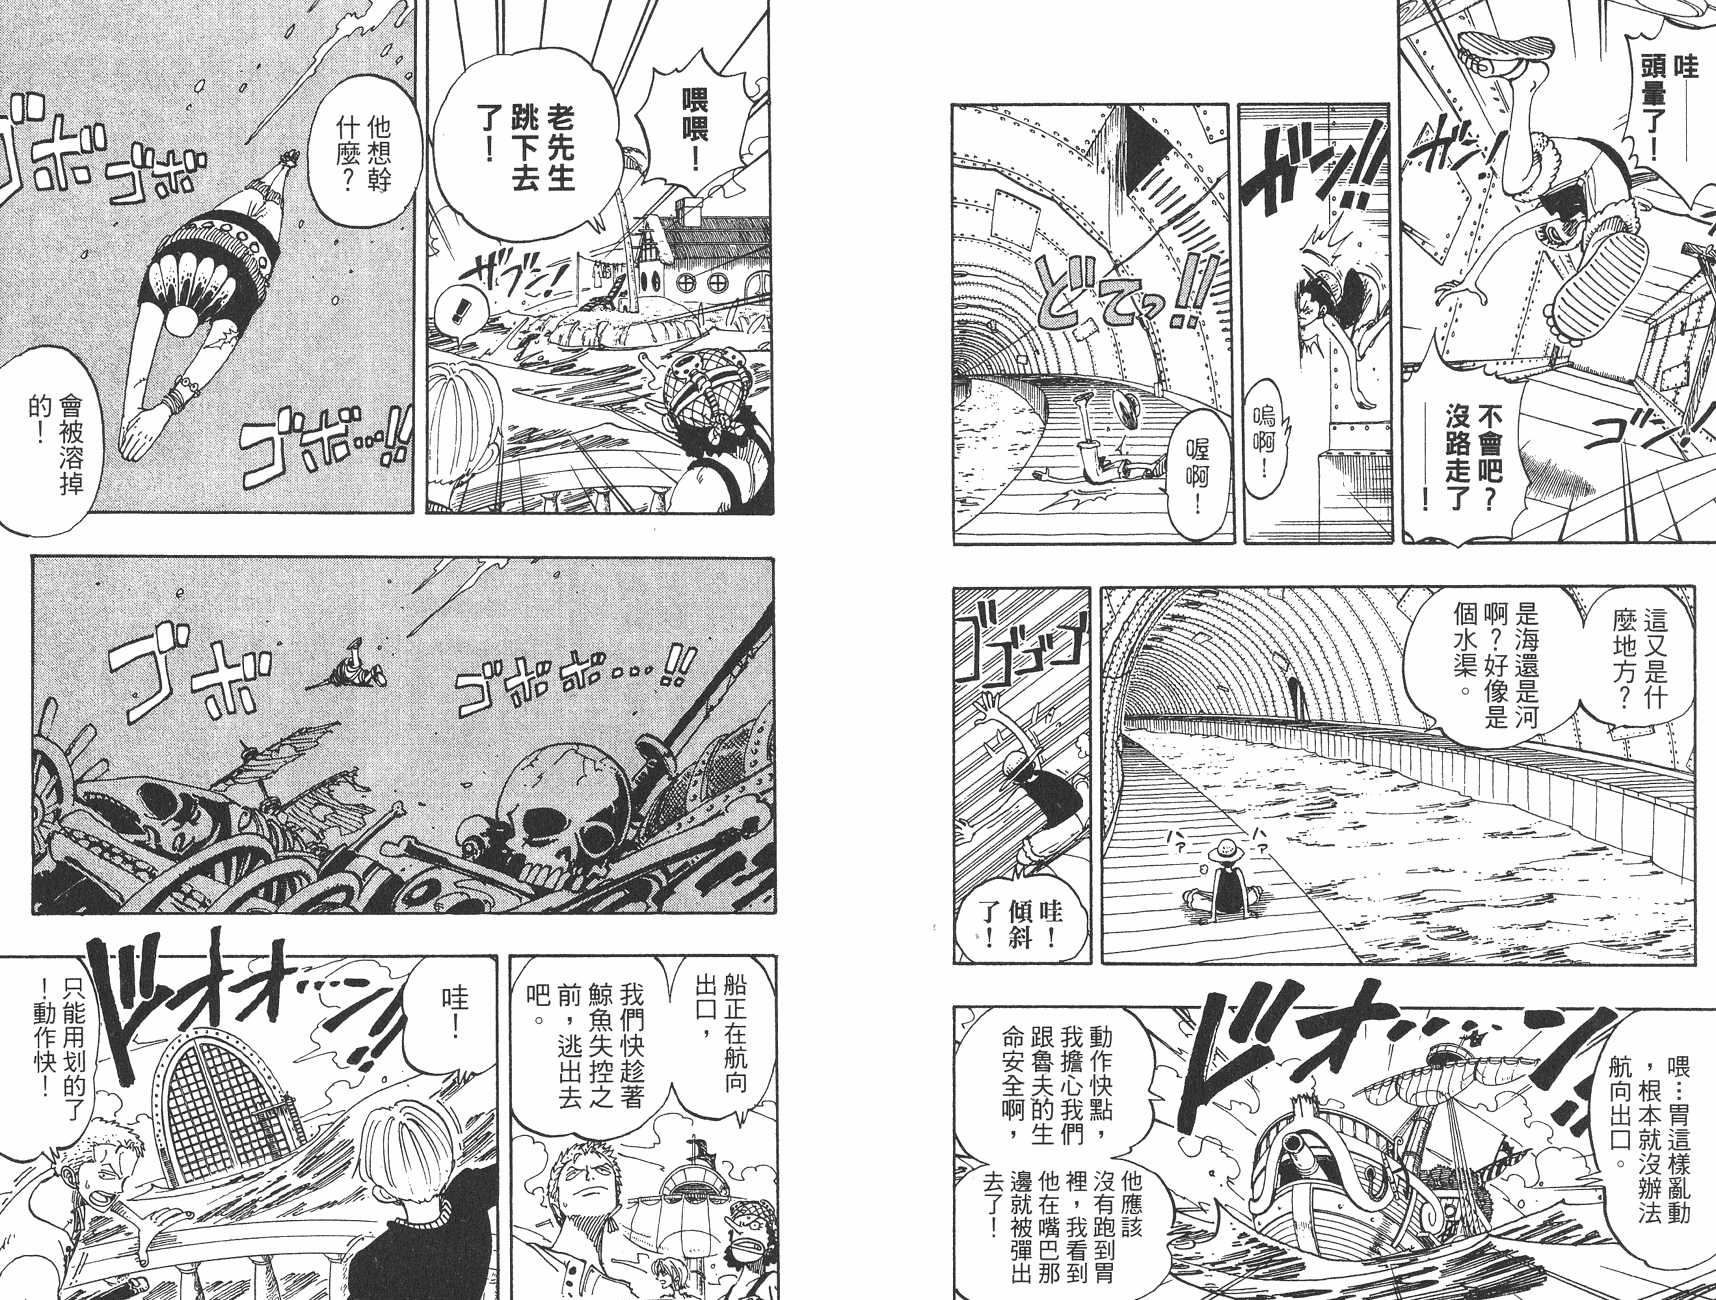 哇
頭暈了！
ガン！
ガン!!
不會吧？
沒路走了
！
ゴン！
ガン!!
嗚啊！
どてっ!!
喔啊！
這又是什
麼地方？
是海還是河
啊？好像是
個水渠。
ハァ
ハァ
ゴゴゴゴ
哇！
傾斜
了！
喂…胃這樣亂動
，根本就沒辦法
航向出口。
ドオ……ン
動作快點，
我擔心我們
跟魯夫的生
命安全啊，
他應該
沒有跑到胃
裡，我看到
他在嘴巴那
邊就被彈出
去了！
喂喂！
老先生
跳下去
了！
ザブン！
！
他想幹
什麼？
ゴボ
ゴボ
ゴボ…!!
會被溶掉
的！
ゴボ
ゴボボ…!!
船正在航向
出口，
我們快趁著
鯨魚失控之
前，逃出去
吧。
哇！
ドオオ……
只能用划的了
！動作快！